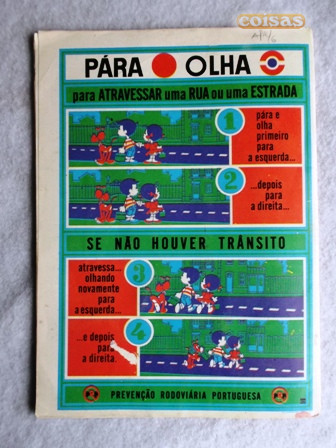 coisas
PÁRA OLHA
para ATRAVESSAR uma RUA ou uma ESTRADA
1
pára e
olha
primeiro
para
a esquerda...
2
...depois
para
a direita...
SE NÃO HOUVER TRÂNSITO
atravessa...
olhando
novamente
para
a esquerda...
3
...e depois
para
a direita.
4
PREVENÇÃO RODOVIÁRIA PORTUGUESA